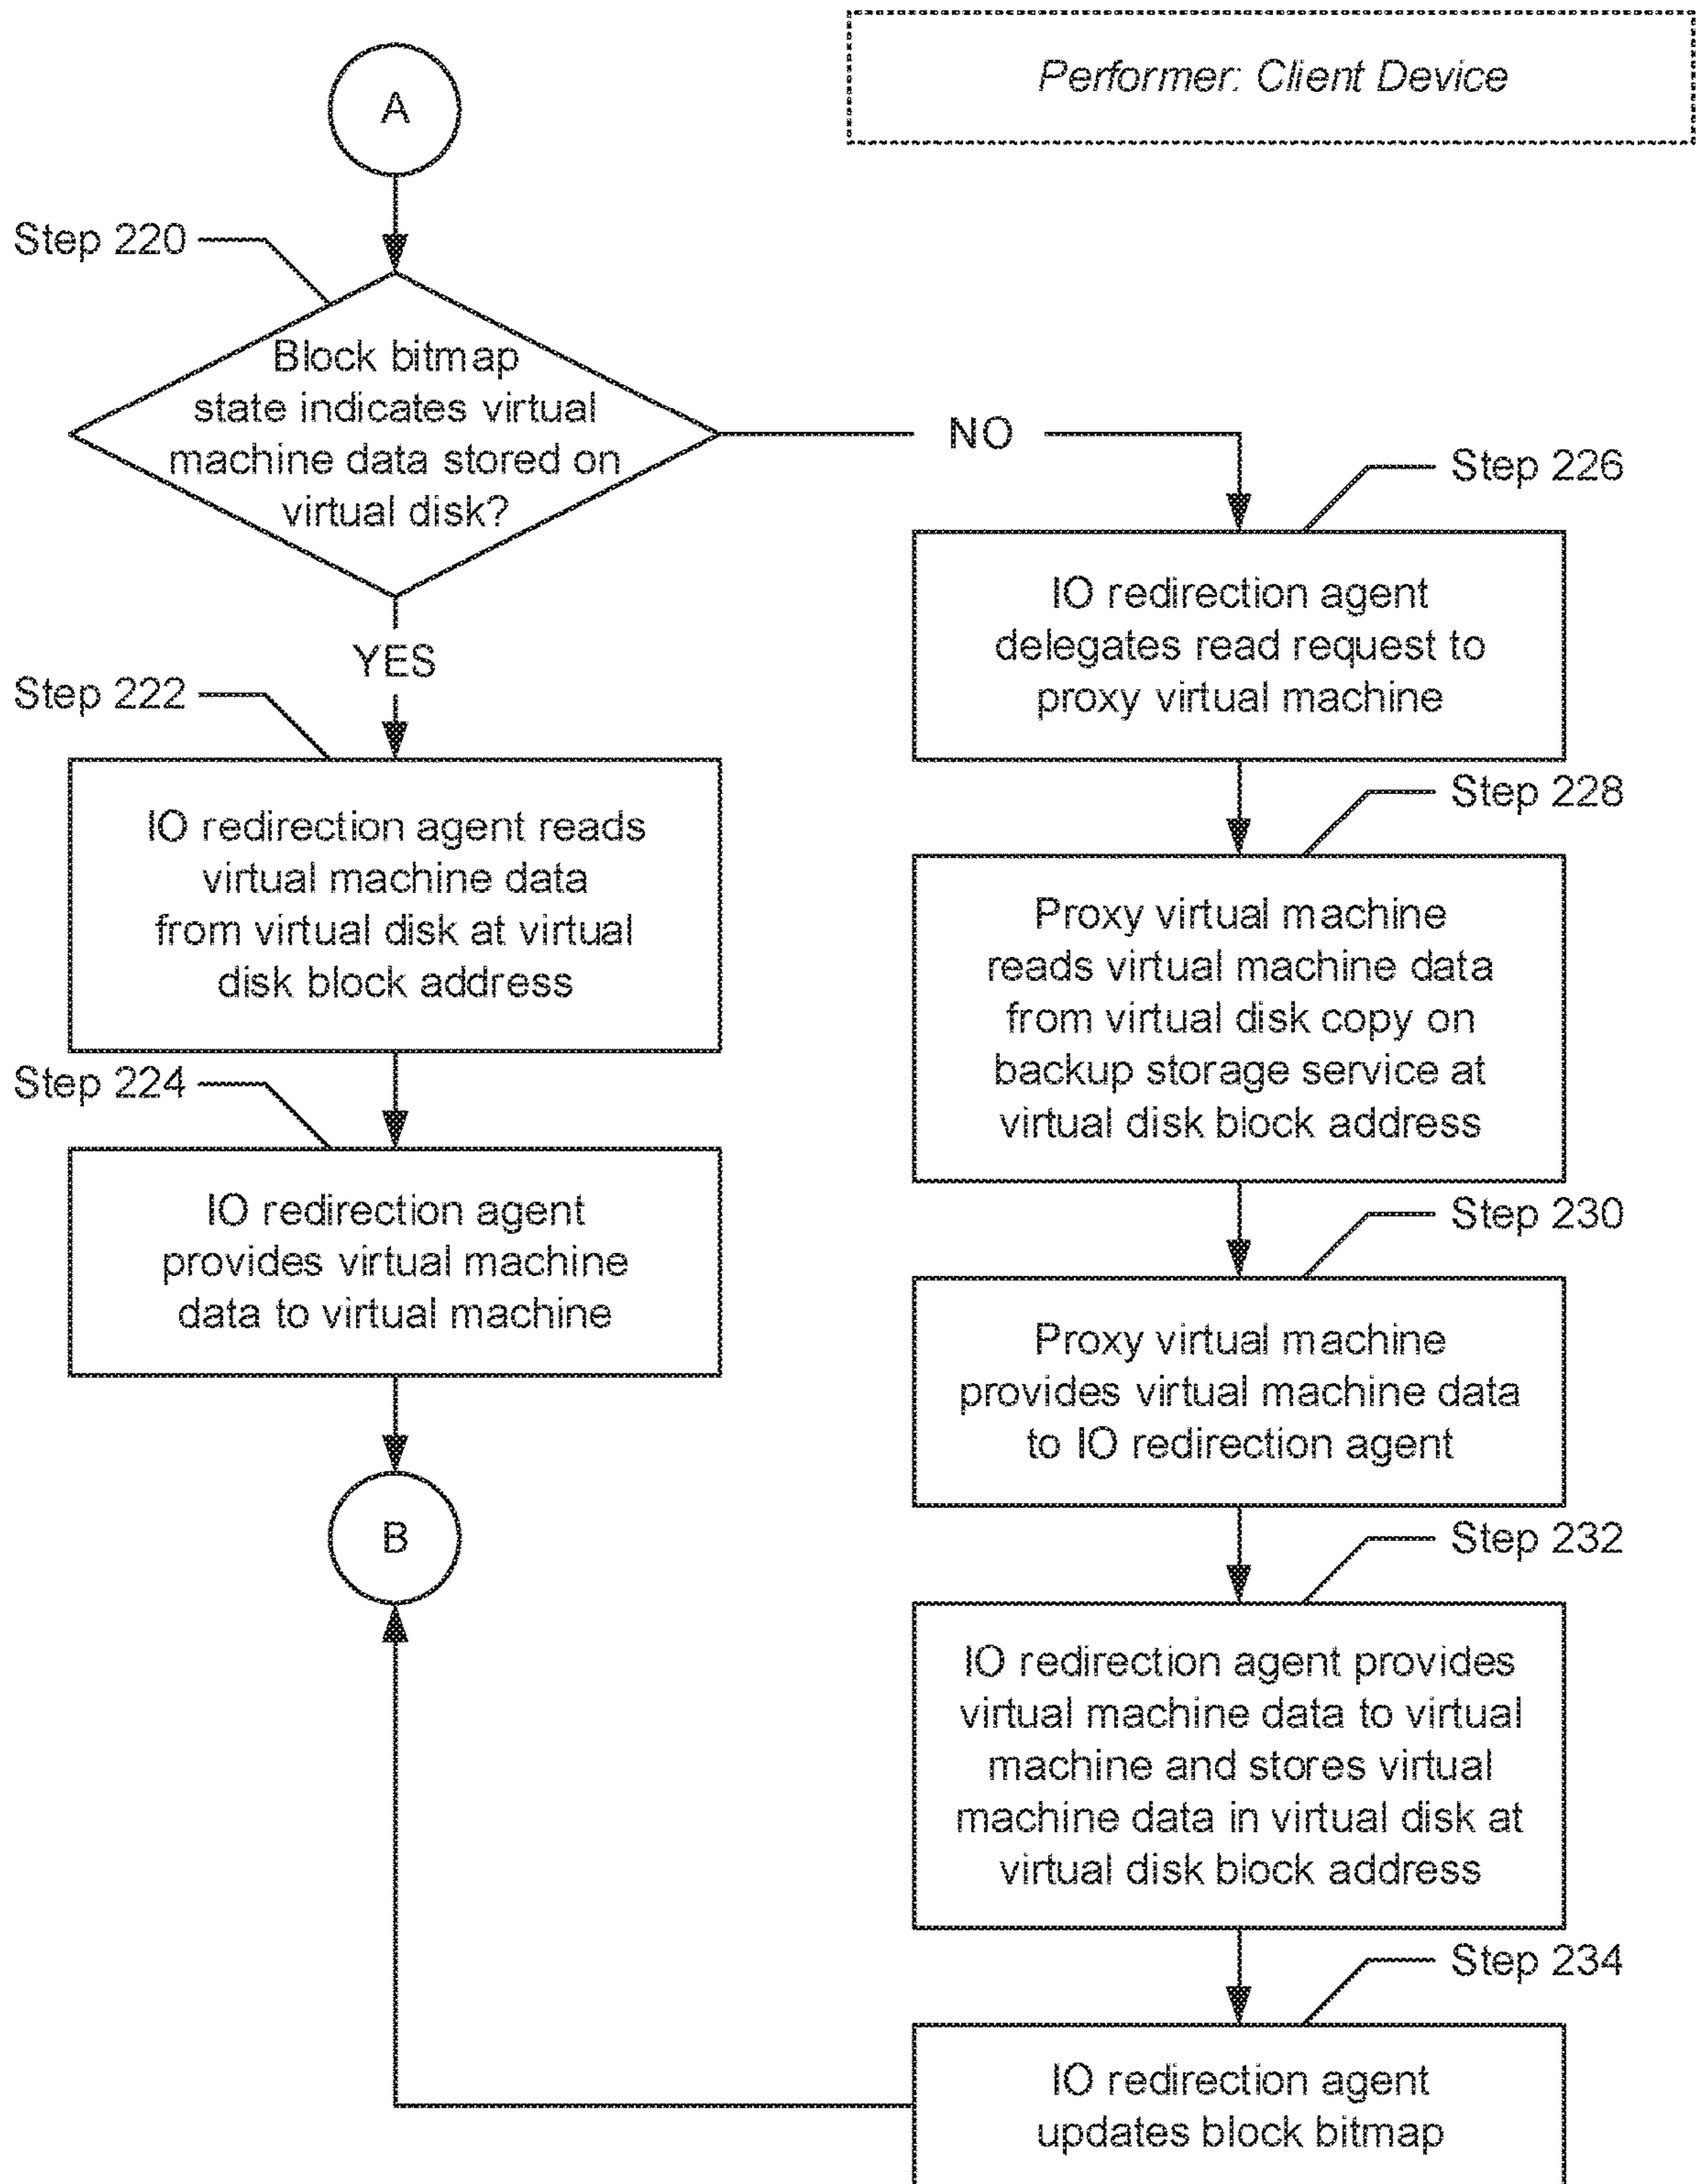 Performer: Client Device
A
Step 220
Block bitmap
state indicates virtual
machine data stored on
virtual disk?
NO
YES
Step 222
IO redirection agent reads
virtual machine data
from virtual disk at virtual
disk block address
Step 224
IO redirection agent
provides virtual machine
data to virtual machine
B
Step 226
IO redirection agent
delegates read request to
proxy virtual machine
Step 228
Proxy virtual machine
reads virtual machine data
from virtual disk copy on
backup storage service at
virtual disk block address
Step 230
Proxy virtual machine
provides virtual machine data
to IO redirection agent
Step 232
IO redirection agent provides
virtual machine data to virtual
machine and stores virtual
machine data in virtual disk at
virtual disk block address
Step 234
IO redirection agent
updates block bitmap